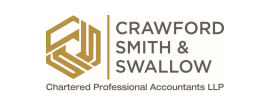 CRAWFORD
SMITH &
SWALLOW
Chartered Professional Accountants LLP